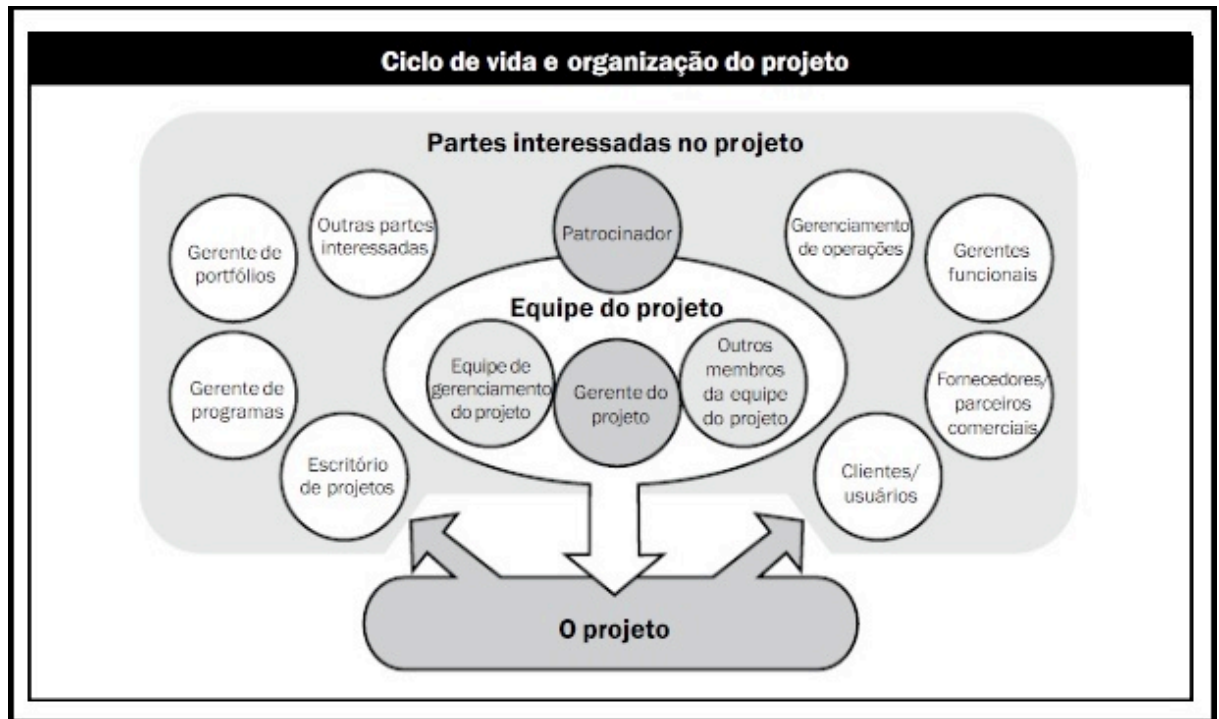 Ciclo de vida e organização do projeto
Partes interessadas no projeto
Gerente de
portfólios
Outras partes
interessadas
Patrocinador
Gerenciamento
de operações
Gerentes
funcionais
Equipe do projeto
Gerente de
programas
Equipe de
gerenciamento
do projeto
Gerente do
projeto
Outros
membros
da equipe
do projeto
Fornecedores/
parceiros
comerciais
Escritório
de projetos
Clientes/
usuários
O projeto